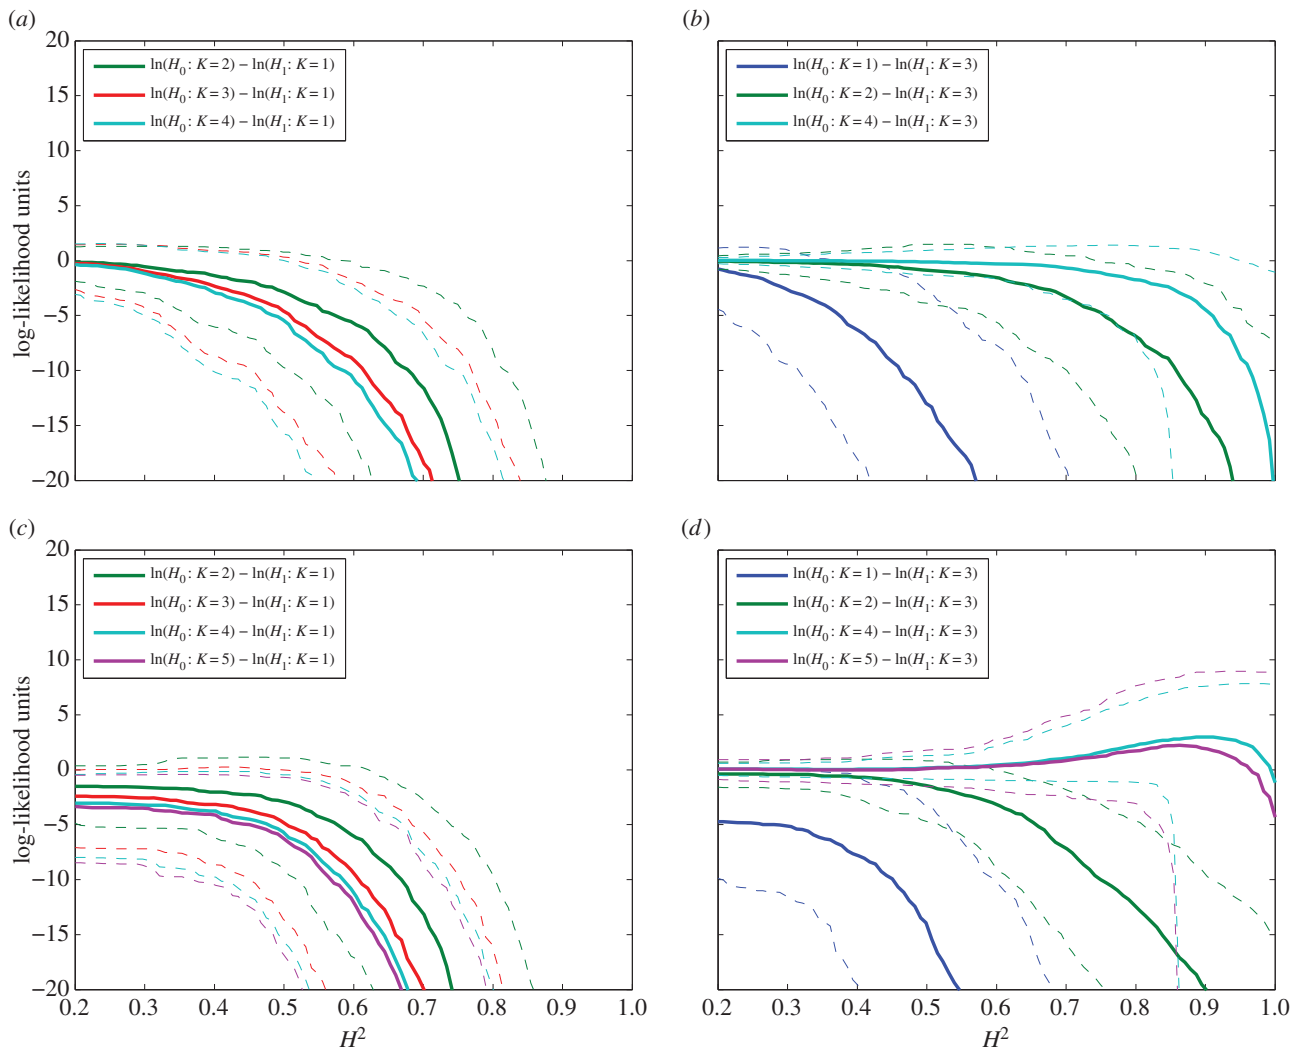 (a)
20
15
10
5
0
−5
−10
−15
−20
log-likelihood units
ln(H0: K=2) − ln(H1: K=1)
ln(H0: K=3) − ln(H1: K=1)
ln(H0: K=4) − ln(H1: K=1)
(b)
ln(H0: K=1) − ln(H1: K=3)
ln(H0: K=2) − ln(H1: K=3)
ln(H0: K=4) − ln(H1: K=3)
(c)
20
15
10
5
0
−5
−10
−15
−20
log-likelihood units
ln(H0: K=2) − ln(H1: K=1)
ln(H0: K=3) − ln(H1: K=1)
ln(H0: K=4) − ln(H1: K=1)
ln(H0: K=5) − ln(H1: K=1)
0.2 0.3 0.4 0.5 0.6 0.7 0.8 0.9 1.0
H²
(d)
ln(H0: K=1) − ln(H1: K=3)
ln(H0: K=2) − ln(H1: K=3)
ln(H0: K=4) − ln(H1: K=3)
ln(H0: K=5) − ln(H1: K=3)
0.2 0.3 0.4 0.5 0.6 0.7 0.8 0.9 1.0
H²